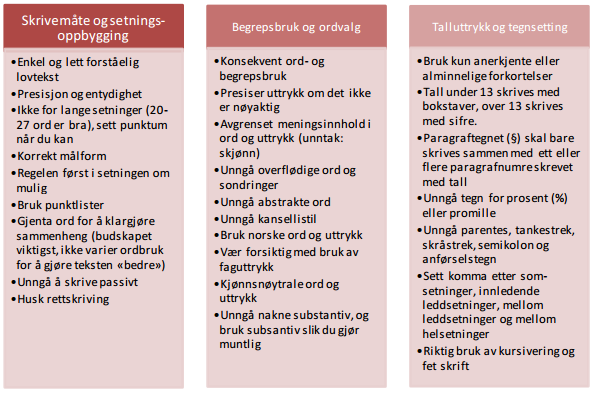 Skrivemåte og setnings-
oppbygging
•Enkel og lett forståelig
lovtekst
•Presisjon og entydighet
•Ikke for lange setninger (20-
27 ord er bra), sett punktum
når du kan
•Korrekt målform
•Regelen først i setningen om
mulig
•Bruk punktlister
•Gjenta ord for å klargjøre
sammenheng (budskapet
viktigst, ikke varier ordbruk
for å gjøre teksten «bedre»)
•Unngå å skrive passivt
•Husk rettskriving
Begrepsbruk og ordvalg
•Konsekvent ord- og
begrepsbruk
•Presiser uttrykk om det ikke
er nøyaktig
•Avgrenset meningsinnhold i
ord og uttrykk (unntak:
skjønn)
•Unngå overflødige ord og
sondringer
•Unngå abstrakte ord
•Unngå kansellistil
•Bruk norske ord og uttrykk
•Vær forsiktig med bruk av
faguttrykk
•Kjønnsnøytrale ord og
uttrykk
•Unngå nakne substantiv, og
bruk subsantiv slik du gjør
muntlig
Talluttrykk og tegnsetting
•Bruk kun anerkjente eller
alminnelige forkortelser
•Tall under 13 skrives med
bokstaver, over 13 skrives
med sifre.
•Paragraftegnet (§) skal bare
skrives sammen med ett eller
flere paragrafnumre skrevet
med tall
•Unngå tegn for prosent (%)
eller promille
•Unngå parentes, tankestrek,
skråstrek, semikolon og
anførselstegn
•Sett komma etter som-
setninger, innledende
leddsetninger, mellom
leddsetninger og mellom
helsetninger
•Riktig bruk av kursivering og
fet skrift